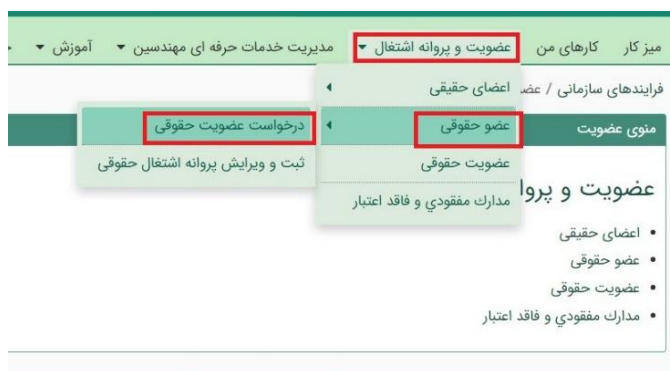 میز کار کارهای من عضویت و پروانه اشتغال مدیریت خدمات حرفه ای مهندسین آموزش
فرایندهای سازمانی / عضـ
اعضای حقیقی
عضو حقوقی
درخواست عضویت حقوقی
عضویت حقوقی
ثبت و ویرایش پروانه اشتغال حقوقی
مدارك مفقودي و فاقد اعتبار
منوی عضویت
عضویت و پروا
اعضای حقیقی
عضو حقوقی
عضویت حقوقی
مدارك مفقودي و فاقد اعتبار